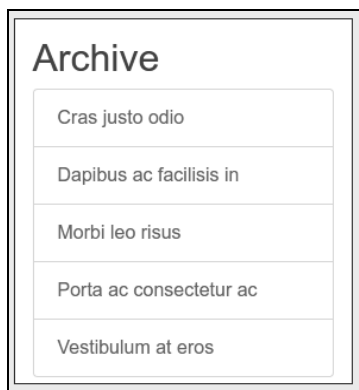 Archive
Cras justo odio
Dapibus ac facilisis in
Morbi leo risus
Porta ac consectetur ac
Vestibulum at eros